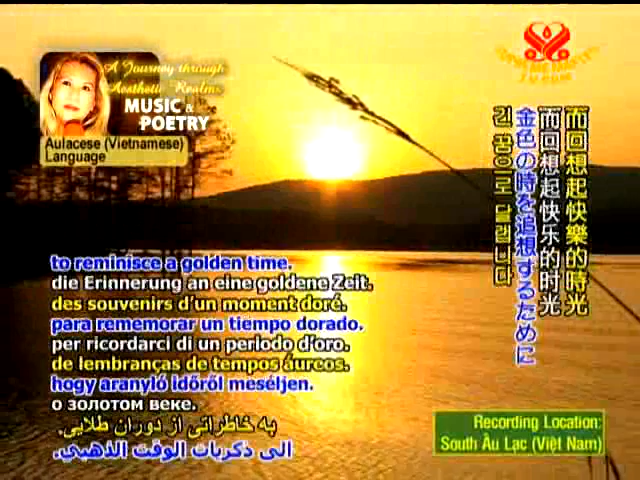 A Journey through
Aesthetic Realms
MUSIC &
POETRY
Aulacese (Vietnamese)
Language
to reminisce a golden time.
die Erinnerung an eine goldene Zeit.
des souvenirs d'un moment doré.
para rememorar un tiempo dorado.
per ricordarci di un periodo d'oro.
de lembranças de tempos áureos.
hogy aranyló időről meséljen.
о золотом веке.
به خاطراتی از دوران طلایی.
الى ذكريات الوقت الذهبي.
而回想起快樂的時光
而回想起快乐的时光
金色の時を追想するために
긴 꿈으로 달랩니다
Recording Location:
South Âu Lạc (Việt Nam)